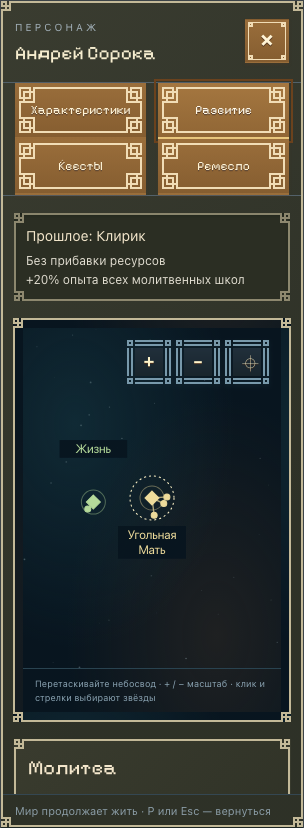 ПЕРСОНАЖ
Андрей Сорока
×
Характеристики
Развитие
Квесты
Ремесло
Прошлое: Клирик
Без прибавки ресурсов
+20% опыта всех молитвенных школ
+
−
Жизнь
Угольная
Мать
Перетаскивайте небосвод · + / − масштаб · клик и
стрелки выбирают звёзды
Молитва
Мир продолжает жить · P или Esc — вернуться